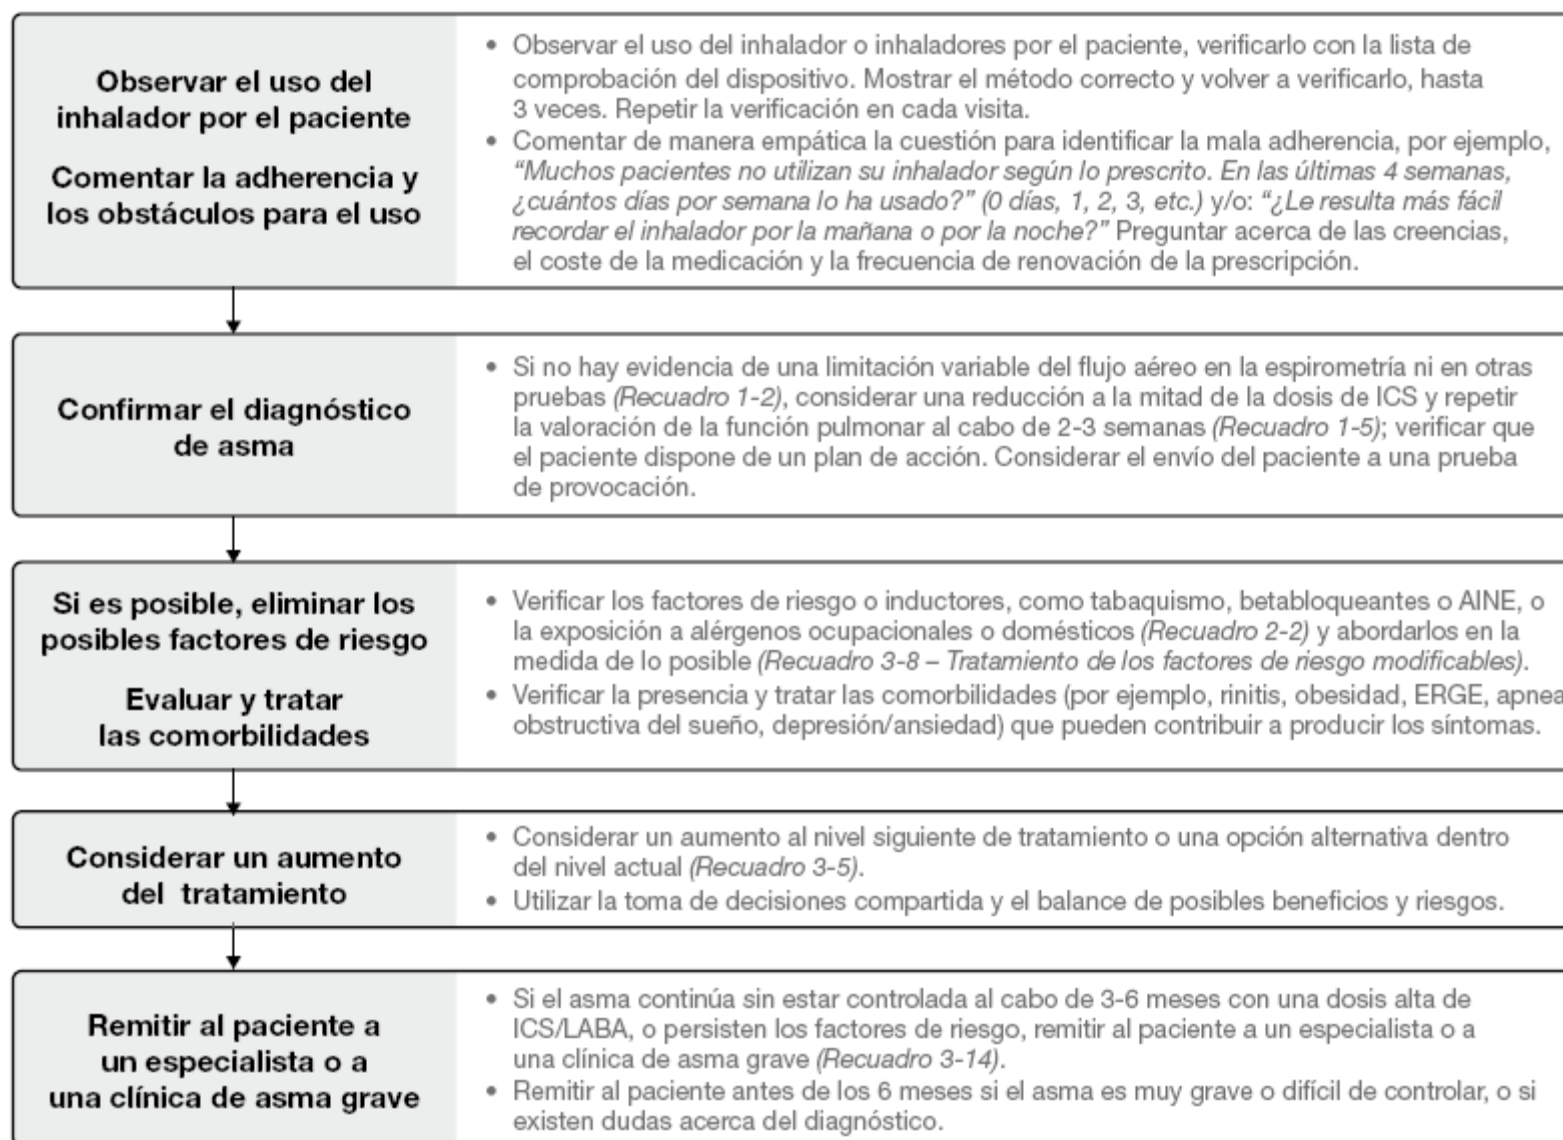 Observar el uso del
inhalador por el paciente
Comentar la adherencia y
los obstáculos para el uso
• Observar el uso del inhalador o inhaladores por el paciente, verificarlo con la lista de
comprobación del dispositivo. Mostrar el método correcto y volver a verificarlo, hasta
3 veces. Repetir la verificación en cada visita.
• Comentar de manera empática la cuestión para identificar la mala adherencia, por ejemplo,
“Muchos pacientes no utilizan su inhalador según lo prescrito. En las últimas 4 semanas,
¿cuántos días por semana lo ha usado?” (0 días, 1, 2, 3, etc.) y/o: “¿Le resulta más fácil
recordar el inhalador por la mañana o por la noche?” Preguntar acerca de las creencias,
el coste de la medicación y la frecuencia de renovación de la prescripción.
Confirmar el diagnóstico
de asma
• Si no hay evidencia de una limitación variable del flujo aéreo en la espirometría ni en otras
pruebas (Recuadro 1-2), considerar una reducción a la mitad de la dosis de ICS y repetir
la valoración de la función pulmonar al cabo de 2-3 semanas (Recuadro 1-5); verificar que
el paciente dispone de un plan de acción. Considerar el envío del paciente a una prueba
de provocación.
Si es posible, eliminar los
posibles factores de riesgo
Evaluar y tratar
las comorbilidades
• Verificar los factores de riesgo o inductores, como tabaquismo, betabloqueantes o AINE, o
la exposición a alérgenos ocupacionales o domésticos (Recuadro 2-2) y abordarlos en la
medida de lo posible (Recuadro 3-8 – Tratamiento de los factores de riesgo modificables).
• Verificar la presencia y tratar las comorbilidades (por ejemplo, rinitis, obesidad, ERGE, apnea
obstructiva del sueño, depresión/ansiedad) que pueden contribuir a producir los síntomas.
Considerar un aumento
del tratamiento
• Considerar un aumento al nivel siguiente de tratamiento o una opción alternativa dentro
del nivel actual (Recuadro 3-5).
• Utilizar la toma de decisiones compartida y el balance de posibles beneficios y riesgos.
Remitir al paciente a
un especialista o a
una clínica de asma grave
• Si el asma continúa sin estar controlada al cabo de 3-6 meses con una dosis alta de
ICS/LABA, o persisten los factores de riesgo, remitir al paciente a un especialista o a
una clínica de asma grave (Recuadro 3-14).
• Remitir al paciente antes de los 6 meses si el asma es muy grave o difícil de controlar, o si
existen dudas acerca del diagnóstico.